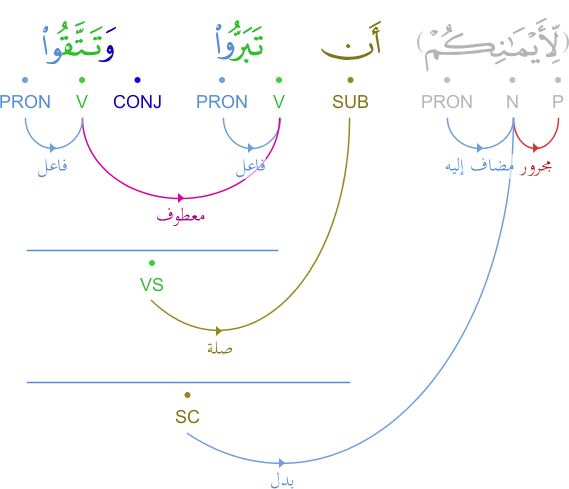 (لِّأَيْمَٰنِكُمْ) أَن تَبَرُّوا۟ وَتَتَّقُوا۟
PRON V CONJ PRON V SUB PRON N P
فاعل فاعل مضاف إليه مجرور
معطوف
VS
صلة
SC
بدل